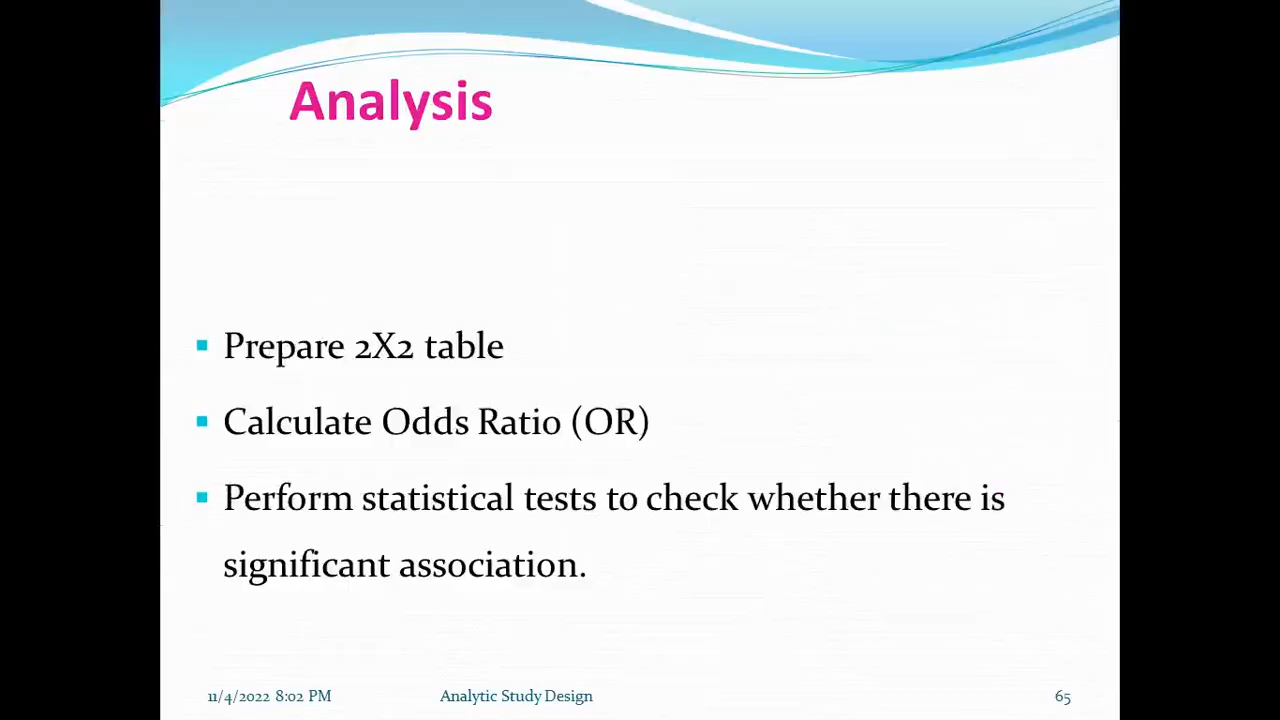 Analysis
▪ Prepare 2X2 table
▪ Calculate Odds Ratio (OR)
▪ Perform statistical tests to check whether there is
significant association.
11/4/2022 8:02 PM Analytic Study Design 65